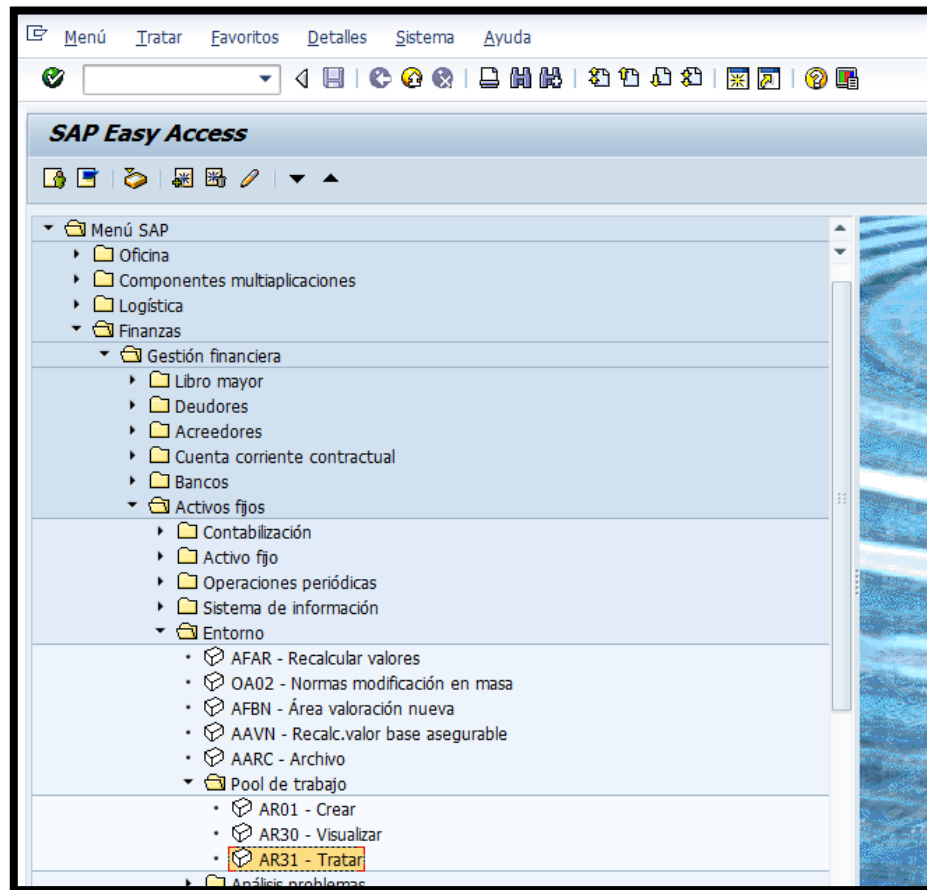 Menú Tratar Favoritos Detalles Sistema Ayuda
SAP Easy Access
Menú SAP
Oficina
Componentes multiaplicaciones
Logística
Finanzas
Gestión financiera
Libro mayor
Deudores
Acreedores
Cuenta corriente contractual
Bancos
Activos fijos
Contabilización
Activo fijo
Operaciones periódicas
Sistema de información
Entorno
AFAR - Recalcular valores
OA02 - Normas modificación en masa
AFBN - Área valoración nueva
AAVN - Recalc.valor base asegurable
AARC - Archivo
Pool de trabajo
AR01 - Crear
AR30 - Visualizar
AR31 - Tratar
Análisis problemas